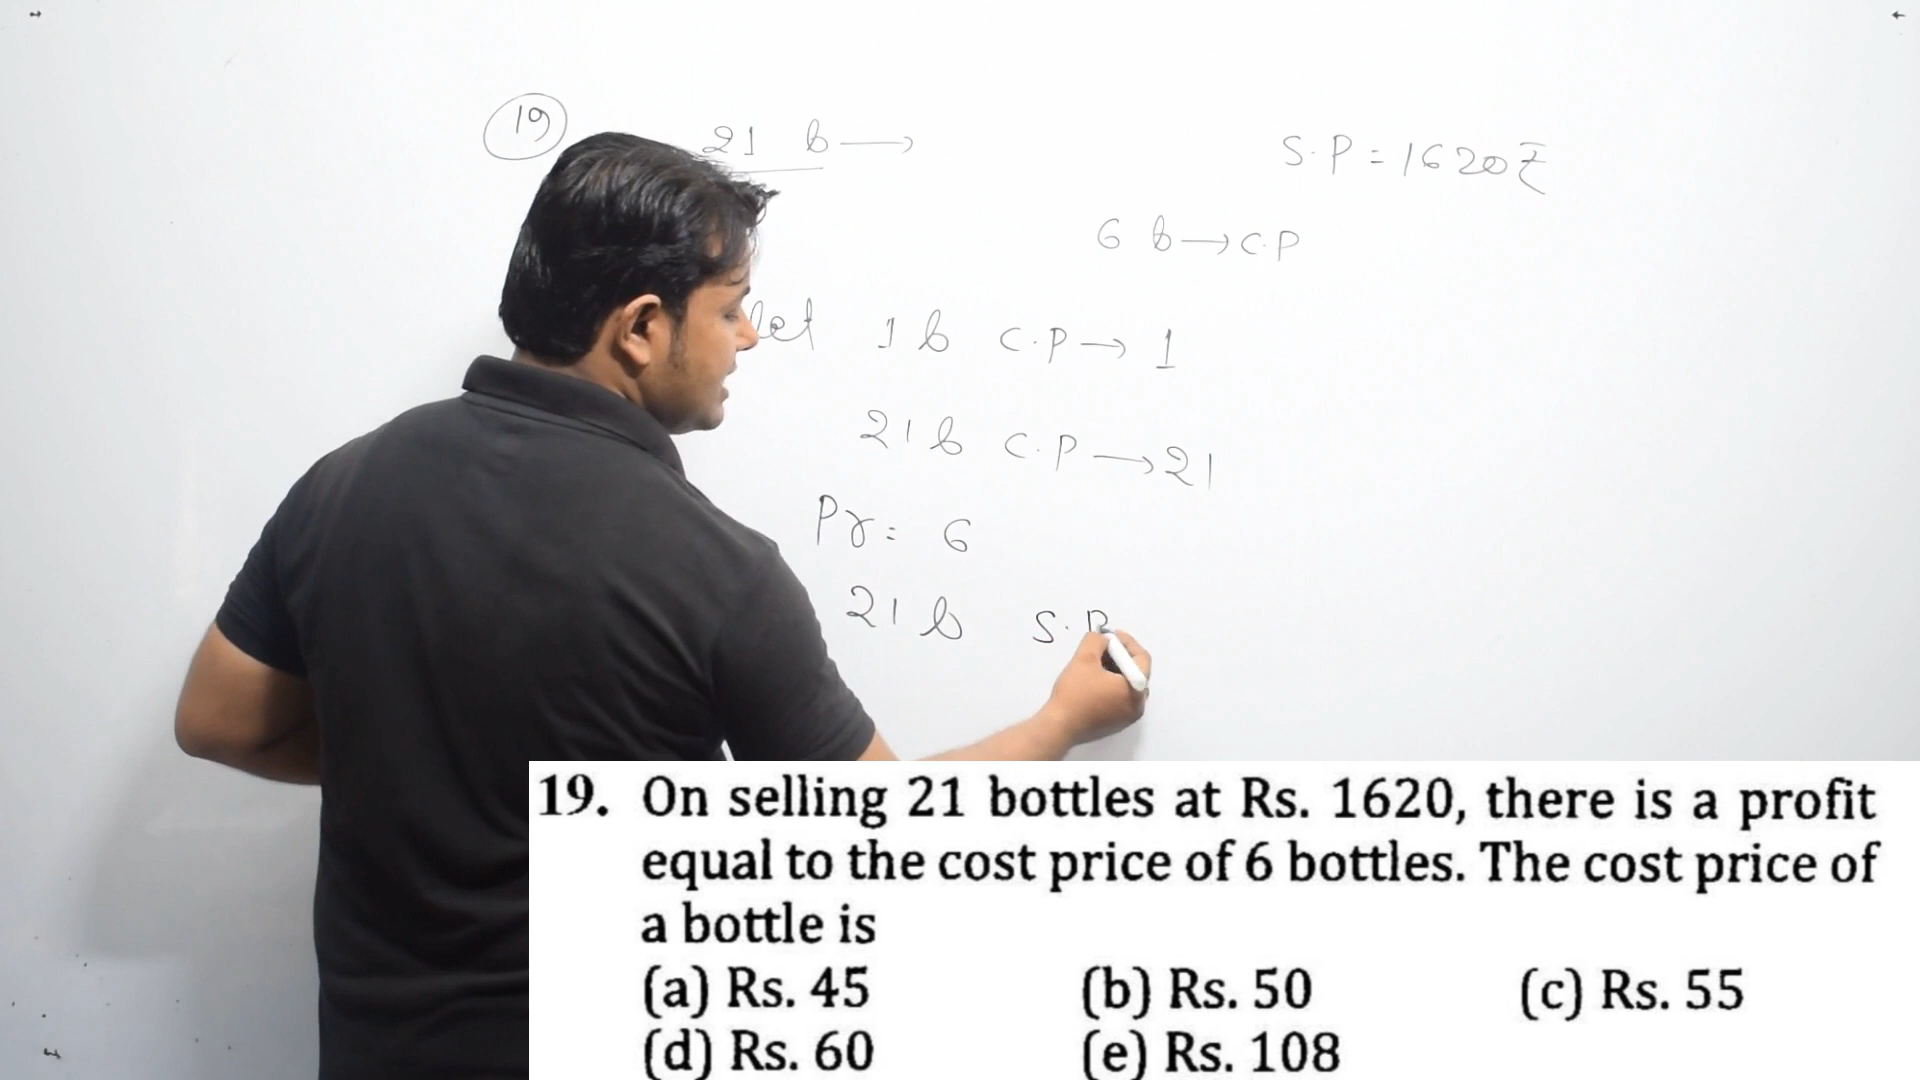 19
21 b →
S.P = 1620 ₹
6 b → C.P
let 1 b C.P → 1
21 b C.P → 21
Pr = 6
21 b S.P
19. On selling 21 bottles at Rs. 1620, there is a profit
equal to the cost price of 6 bottles. The cost price of
a bottle is
(a) Rs. 45 (b) Rs. 50 (c) Rs. 55
(d) Rs. 60 (e) Rs. 108